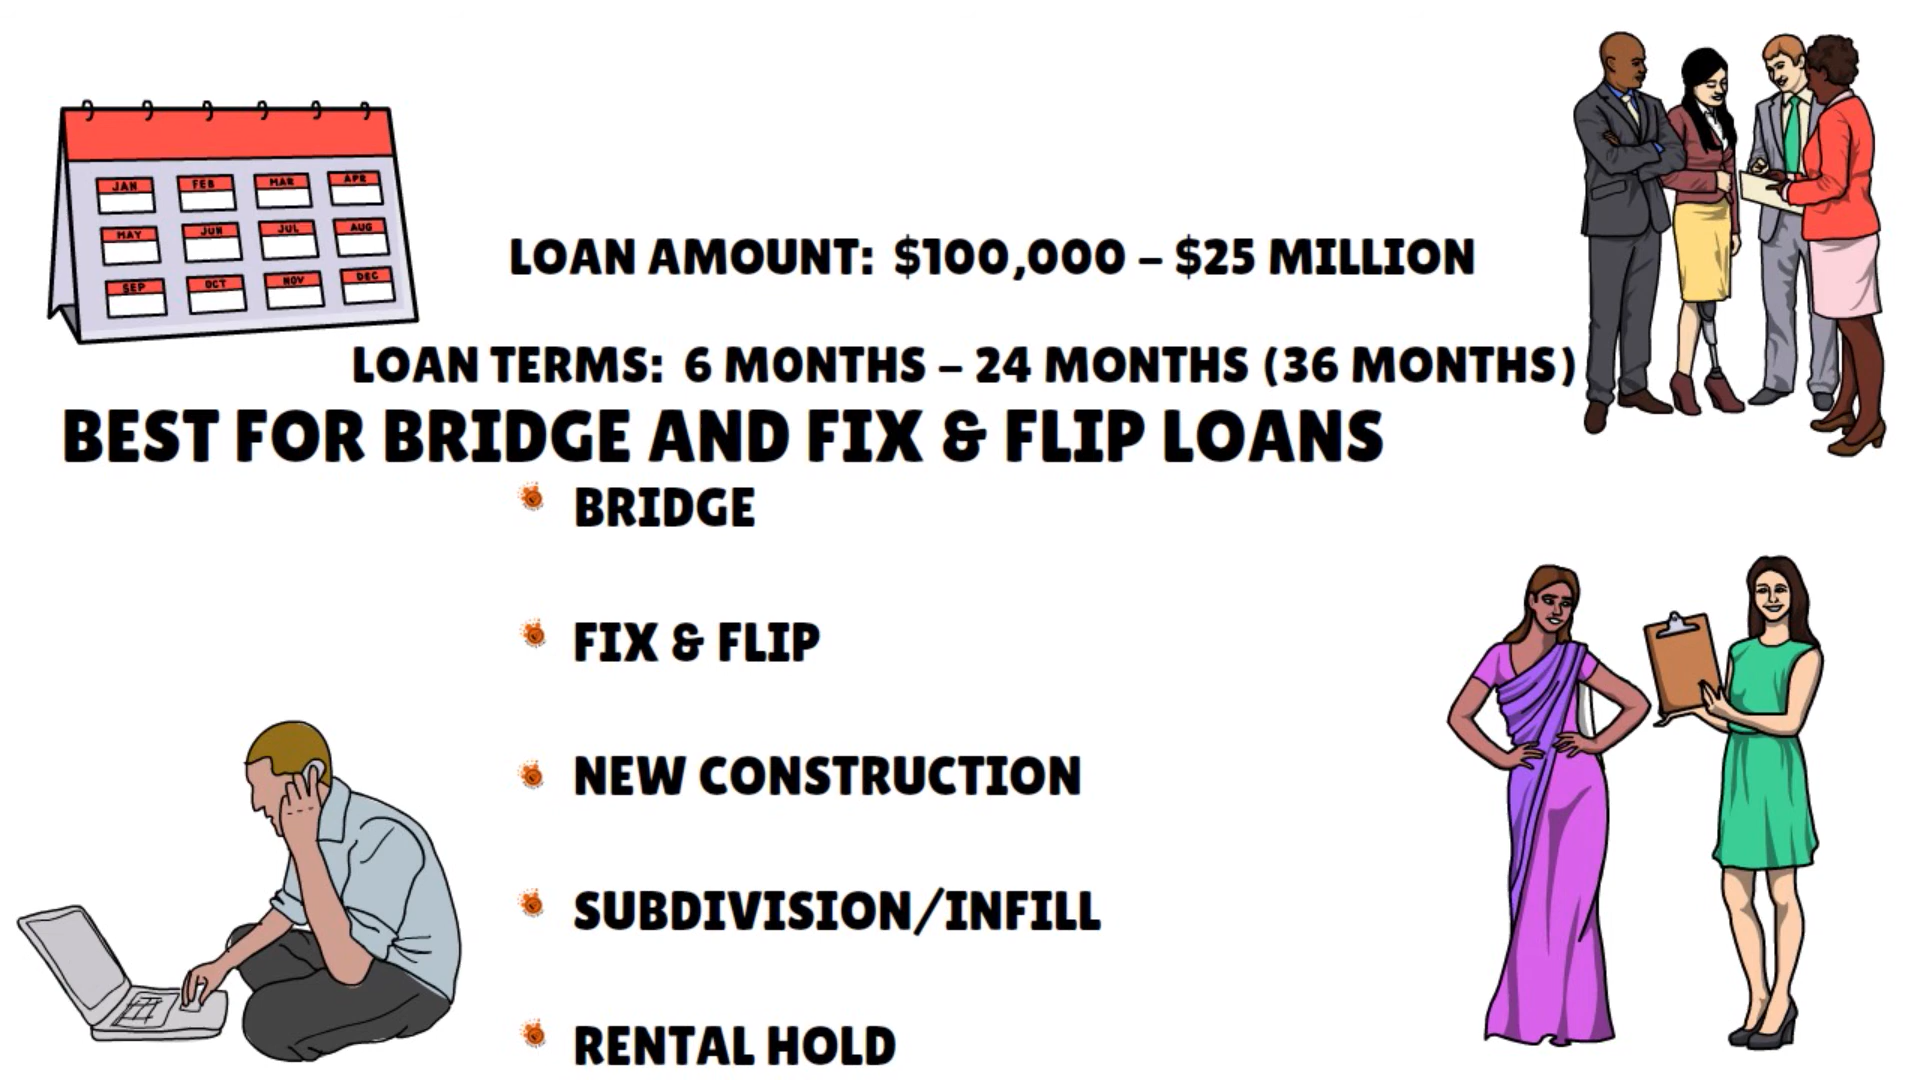 JAN FEB MAR APR
MAY JUN JUL AUG
SEP OCT NOV DEC
LOAN AMOUNT: $100,000 – $25 MILLION
LOAN TERMS: 6 MONTHS – 24 MONTHS (36 MONTHS)
BEST FOR BRIDGE AND FIX & FLIP LOANS
BRIDGE
FIX & FLIP
NEW CONSTRUCTION
SUBDIVISION/INFILL
RENTAL HOLD